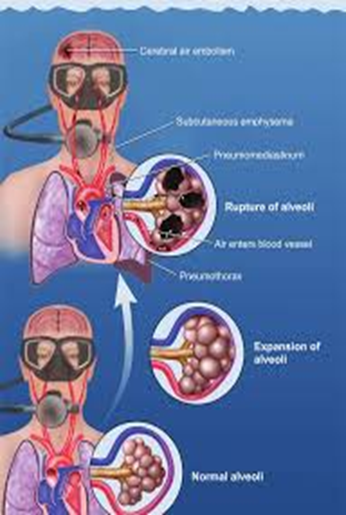 Cerebral air embolism
Subcutaneous emphysema
Pneumomediastinum
Rupture of alveoli
Air enters blood vessel
Pneumothorax
Expansion of
alveoli
Normal alveoli